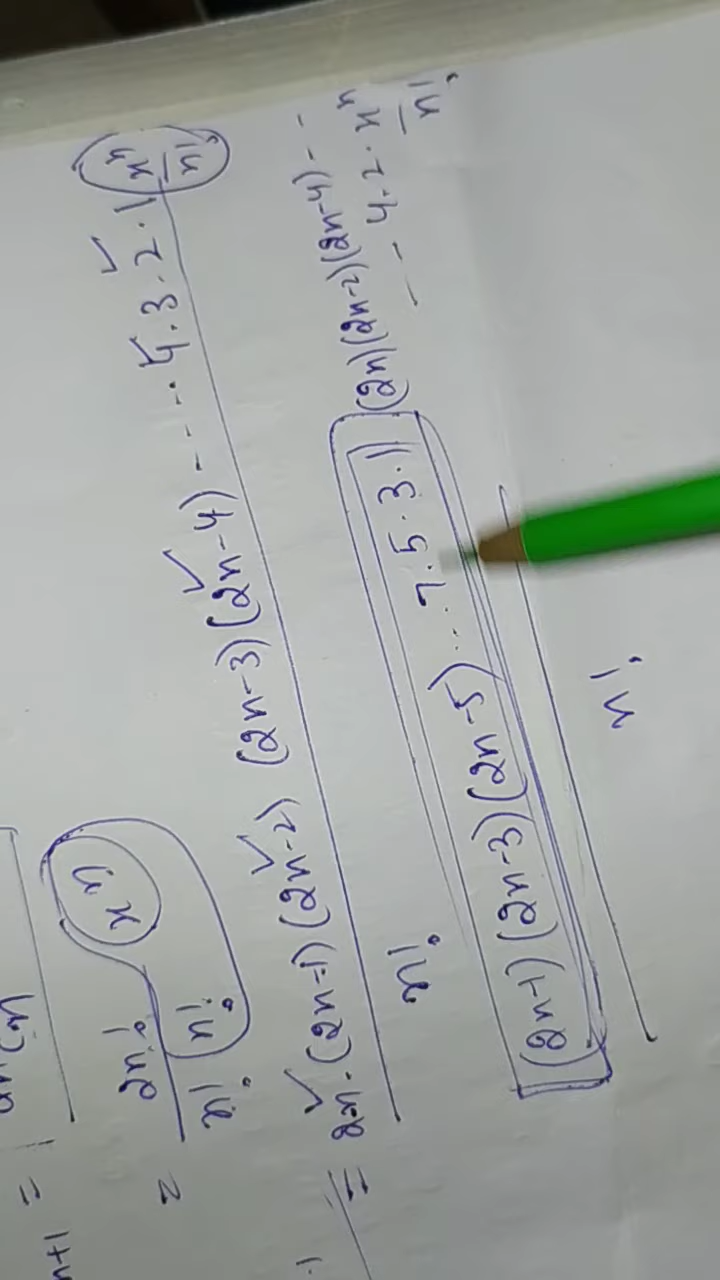 = 2n! / n! n! x^n
= 2n.(2n-1)(2n-2)(2n-3)(2n-4) - - - . . 4.3.2.1 x^n / n!
n!
(2n-1)(2n-3)(2n-5) ... 7.5.3.1 (2n)(2n-2)(2n-4) - -
- - 4.2.x^n / n!
n!